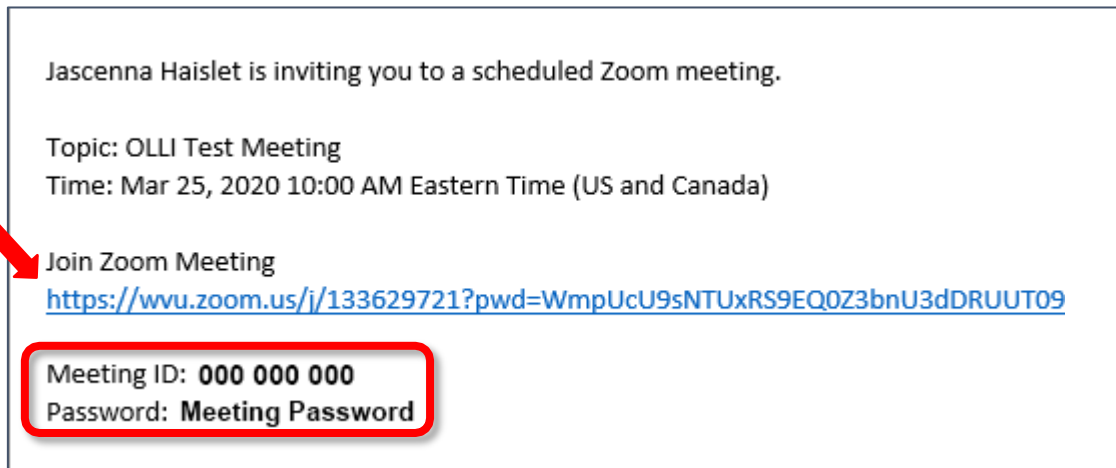 Jascenna Haislet is inviting you to a scheduled Zoom meeting.
Topic: OLLI Test Meeting
Time: Mar 25, 2020 10:00 AM Eastern Time (US and Canada)
Join Zoom Meeting
https://wvu.zoom.us/j/133629721?pwd=WmpUcU9sNTUxRS9EQ0Z3bnU3dDRUUT09
Meeting ID: 000 000 000
Password: Meeting Password